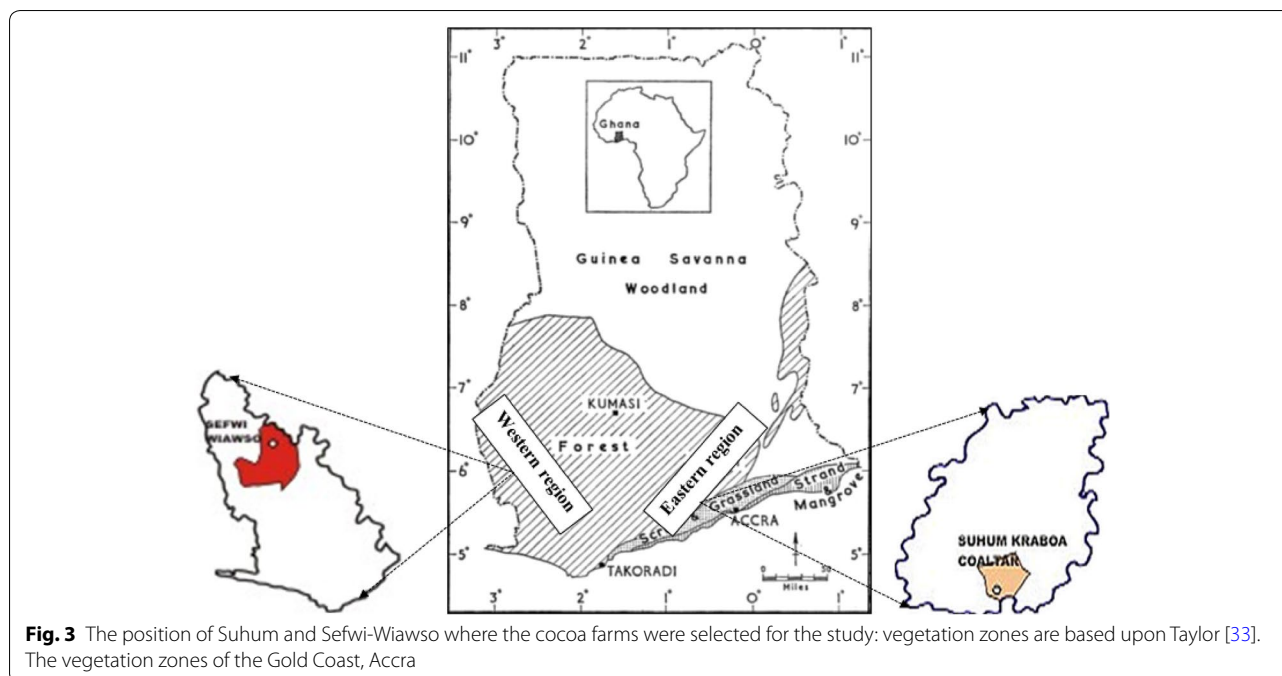 3° 2° 1° 0° 1°
11° 11°
Ghana
10° 10°
9° 9°
Guinea Savanna
Woodland
8° 8°
7° 7°
KUMASI
Forest
Western region
Eastern region
6° 6°
Grassland Strand
&
Mangrove
Scr
ACCRA
5° 5°
TAKORADI
0 50
Miles
3° 2° 1° 0° 1°
SEFWI
WIAWSO
SUHUM KRABOA
COALTAR
Fig. 3 The position of Suhum and Sefwi-Wiawso where the cocoa farms were selected for the study: vegetation zones are based upon Taylor [33].
The vegetation zones of the Gold Coast, Accra